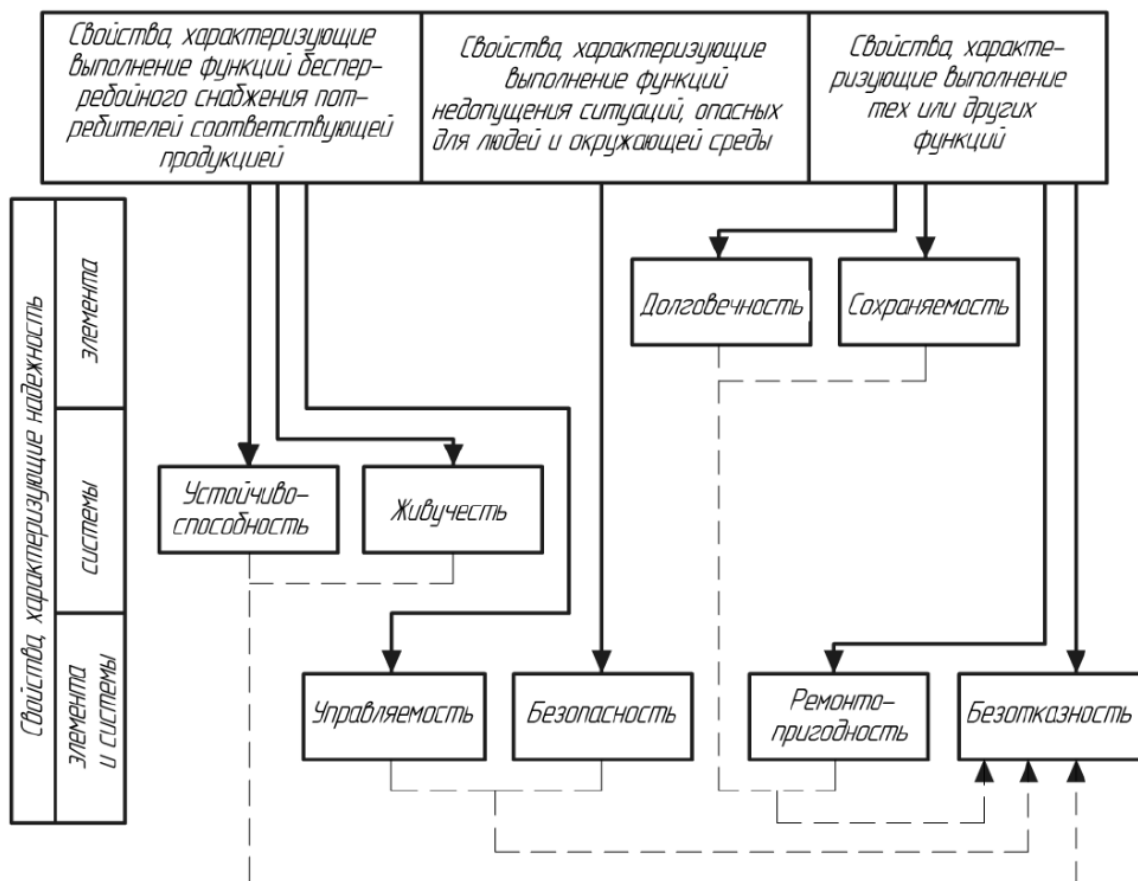 Свойства, характеризующие
выполнение функций беспер-
ребойного снабжения пот-
ребителей соответствующей
продукцией
Свойства, характеризующие
выполнение функций
недопущения ситуаций, опасных
для людей и окружающей среды
Свойства, характе-
ризующие выполнение
тех или других
функций
Свойства, характеризующие надежность
элемента
системы
элемента
и системы
Долговечность
Сохраняемость
Устойчиво-
способность
Живучесть
Управляемость
Безопасность
Ремонто-
пригодность
Безотказность